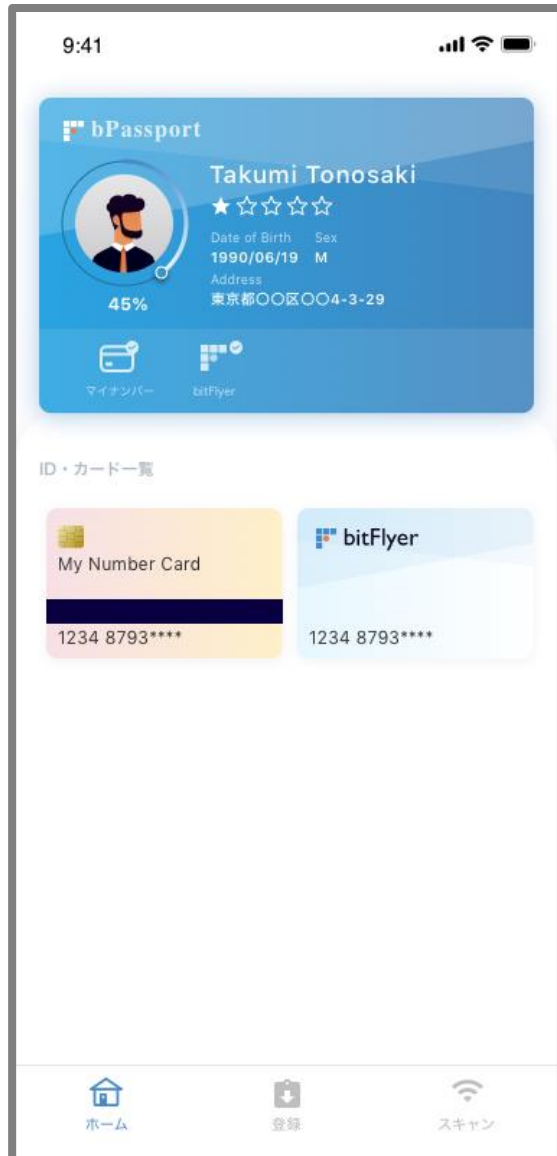 9:41
bPassport
Takumi Tonosaki
Date of Birth Sex
1990/06/19 M
Address
東京都〇〇区〇〇4-3-29
45%
マイナンバー bitFlyer
ID・カード一覧
My Number Card
1234 8793****
bitFlyer
1234 8793****
ホーム 登録 スキャン